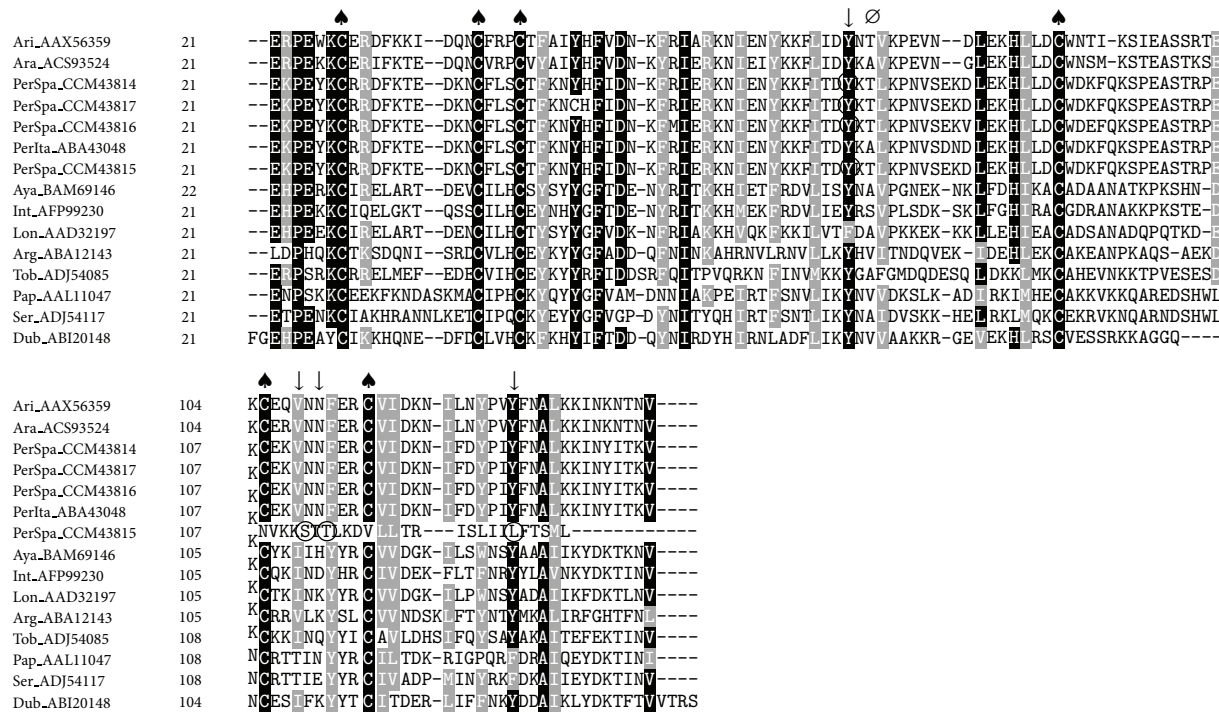 ♠ ♠ ♠ ↓ ∅ ♠
Ari_AAX56359 21 --ERPEWKCERDFKKI--DQNCFRPCTFAIYHFVDN-KFRIARKNIENYKKFLIDYNTVKPEVN--DLEKHLLDCWNTI-KSIEASSRTE
Ara_ACS93524 21 --ERPEKKCERIFKTE--DQNCVRPCVYAIYHFVDN-KYRIERKNIEIYKKFLIDYKAVKPEVN--GLEKHLLDCWNSM-KSTEASTKSE
PerSpa_CCM43814 21 --EKPEYKCRRDFKTE--DKNCFLSCTFKNYHFIDN-KFRIERKNIENYKKFITDYKTLKPNVSEKDLEKHLLDCWDKFQKSPEASTRPE
PerSpa_CCM43817 21 --EKPEYKCRRDFKTE--DKNCFLSCTFKNCHFIDN-KFRIERKNIENYKKFITDYKTLKPNVSEKDLEKHLLDCWDKFQKSPEASTRPE
PerSpa_CCM43816 21 --EKPEYKCRRDFKTE--DKNCFLSCTFKNYHFIDN-KFMIERKNIENYKKFITDYKTLKPNVSEKVLEKHLLDCWDEFQKSPEASTRPE
PerIta_ABA43048 21 --EKPEYKCRRDFKTE--DKNCFLSCTFKNYHFIDN-KFRIERKNIENYKKFITDYKALKPNVSDNDLEKHLLDCWDKFQKSPEASTRPE
PerSpa_CCM43815 21 --EKPEYKCRRDFKTE--DKNCFLSCTFKNYHFIDN-KFRIERKNIENYKKFITDYKTLKPNVSEKDLEKHLLDCWDKFQKSPEASTRPE
Aya_BAM69146 22 --EHPERKCIRELART--DEVCILHCSYSYYGFTDE-NYRITKKHIETFRDVLISYNAVPGNEK-NKLFDHIKACADAANATKPKSHN-D
Int_AFP99230 21 --EHPEKKCIQELGKT--QSSCILHCEYNHYGFTDE-NYRITKKHMEKFRDVLIEYRSVPLSDK-SKLFGHIRACGDRANAKKPKSTE-D
Lon_AAD32197 21 --EHPEEKCIRELART--DENCILHCTYSYYGFVDK-NFRIAKKHVQKFKKILVTFDAVPKKEK-KKLLEHIEACADSANADQPQTKD-E
Arg_ABA12143 21 --LDPHQKCTKSDQNI--SRDCVLHCEYKYYGFADD-QFNINKAHRNVLRNVLLKYHVITNDQVEK-IDEHLEKCAKEANPKAQS-AEKD
Tob_ADJ54085 21 --ERPSRKCRRELMEF--EDECVIHCEYKYYRFIDDSRFQITPVQRKNFINVMKKYGAFGMDQDESQLDKKLMKCAHEVNKKTPVESESD
Pap_AAL11047 21 --ENPSKKCEEKFKNDASKMACIPHCKYQYYGFVAM-DNNIAKPEIRTFSNVLIKYNVVDKSLK-ADIRKIMHECAKKVKKQAREDSHWL
Ser_ADJ54117 21 --ETPENKCIAKHRANNLKETCIPQCKYEYYGFVGP-DYNITYQHIRTFSNTLIKYNAIDVSKK-HELRKLMQKCEKRVKNQARNDSHWL
Dub_ABI20148 21 FGEHPEAYCIKKHQNE--DFDCLVHCKFKHYIFTDD-QYNIRDYHIRNLADFLIKYNVVAAKKR-GEVEKHLRSCVESSRKKAGGQ----
♠ ↓ ↓ ♠ ↓
Ari_AAX56359 104 KCEQVNNFERCVIDKN-ILNYPVYFNALKKINKNTNV----
Ara_ACS93524 104 KCERVNNFERCVIDKN-ILNYPVYFNALKKINKNTNV----
PerSpa_CCM43814 107 KCEKVNNFERCVIDKN-IFDYPIYFNALKKINYITKV----
PerSpa_CCM43817 107 KCEKVNNFERCVIDKN-IFDYPIYFNALKKINYITKV----
PerSpa_CCM43816 107 KCEKVNNFERCVIDKN-IFDYPIYFNALKKINYITKV----
PerIta_ABA43048 107 KCEKVNNFERCVIDKN-IFDYPIYFNALKKINYITKV----
PerSpa_CCM43815 107 KNVKKSITLKDVLLTR---ISLIILFTSML-----------
Aya_BAM69146 105 KCYKIIHYYRCVVDGK-ILSWNSYAAAIIKYDKTKNV----
Int_AFP99230 105 KCQKINDYHRCIVDEK-FLTFNRYYLAVNKYDKTINV----
Lon_AAD32197 105 KCTKINKYYRCVVDGK-ILPWNSYADAIIKFDKTLNV----
Arg_ABA12143 105 KCRRVLKYSLCVVNDSKLFTYNTYMKALIRFGHTFNL----
Tob_ADJ54085 108 KCKKINQYYICAVLDHSIFQYSAYAKAITEFEKTINV----
Pap_AAL11047 108 NCRTTINYYRCILTDK-RIGPQRFDRAIQEYDKTINI----
Ser_ADJ54117 108 NCRTTIEYYRCIVADP-MINYRKFDKAIIEYDKTINV----
Dub_ABI20148 104 NCESIFKYYTCITDER-LIFFNKYDDAIKLYDKTFTVVTRS